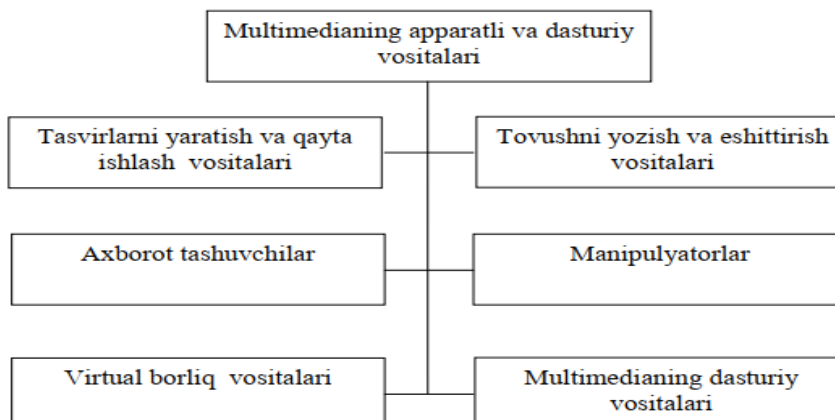 Multimedianing apparatli va dasturiy
vositalari
Tasvirlarni yaratish va qayta
ishlash vositalari
Tovushni yozish va eshittirish
vositalari
Axborot tashuvchilar
Manipulyatorlar
Virtual borliq vositalari
Multimedianing dasturiy
vositalari